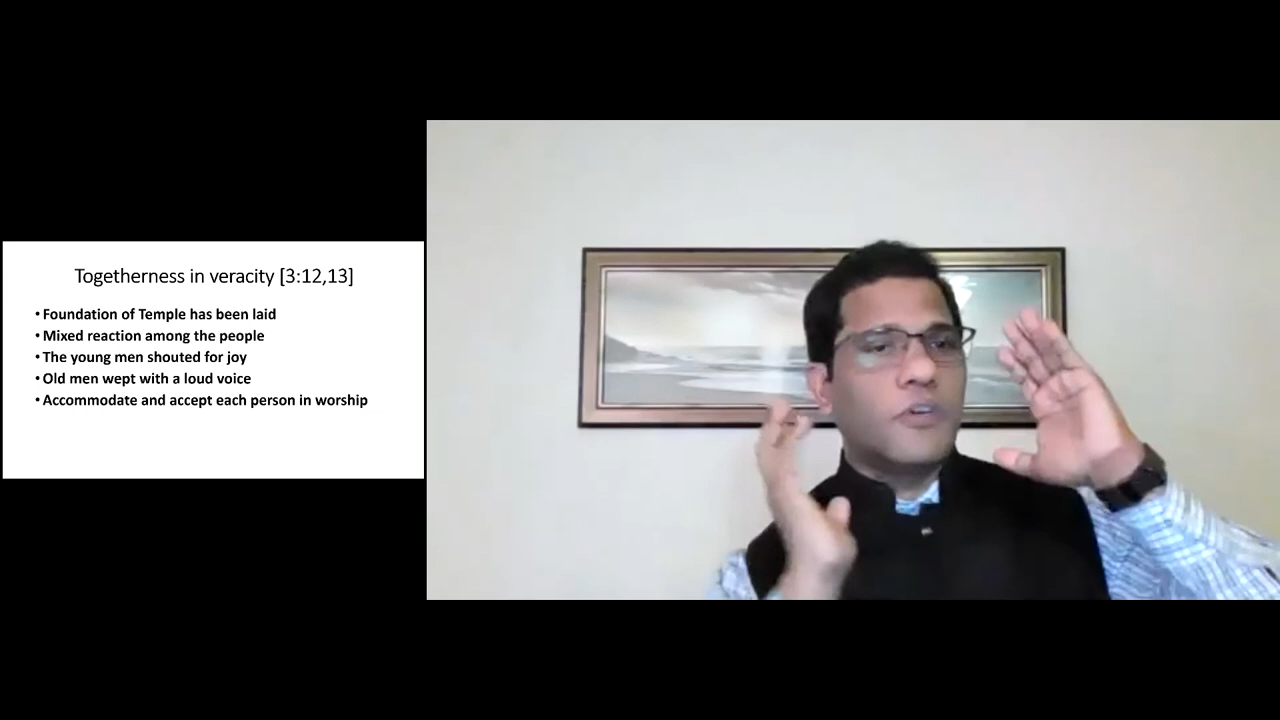 Togetherness in veracity [3:12,13]
•Foundation of Temple has been laid
•Mixed reaction among the people
•The young men shouted for joy
•Old men wept with a loud voice
•Accommodate and accept each person in worship